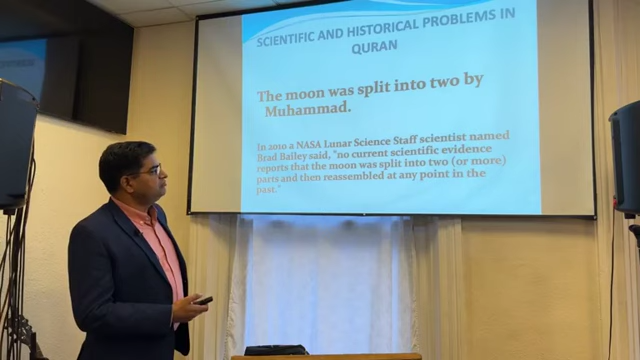 SCIENTIFIC AND HISTORICAL PROBLEMS IN
QURAN
The moon was split into two by
Muhammad.
In 2010 a NASA Lunar Science Staff scientist named
Brad Bailey said, "no current scientific evidence
reports that the moon was split into two (or more)
parts and then reassembled at any point in the
past."